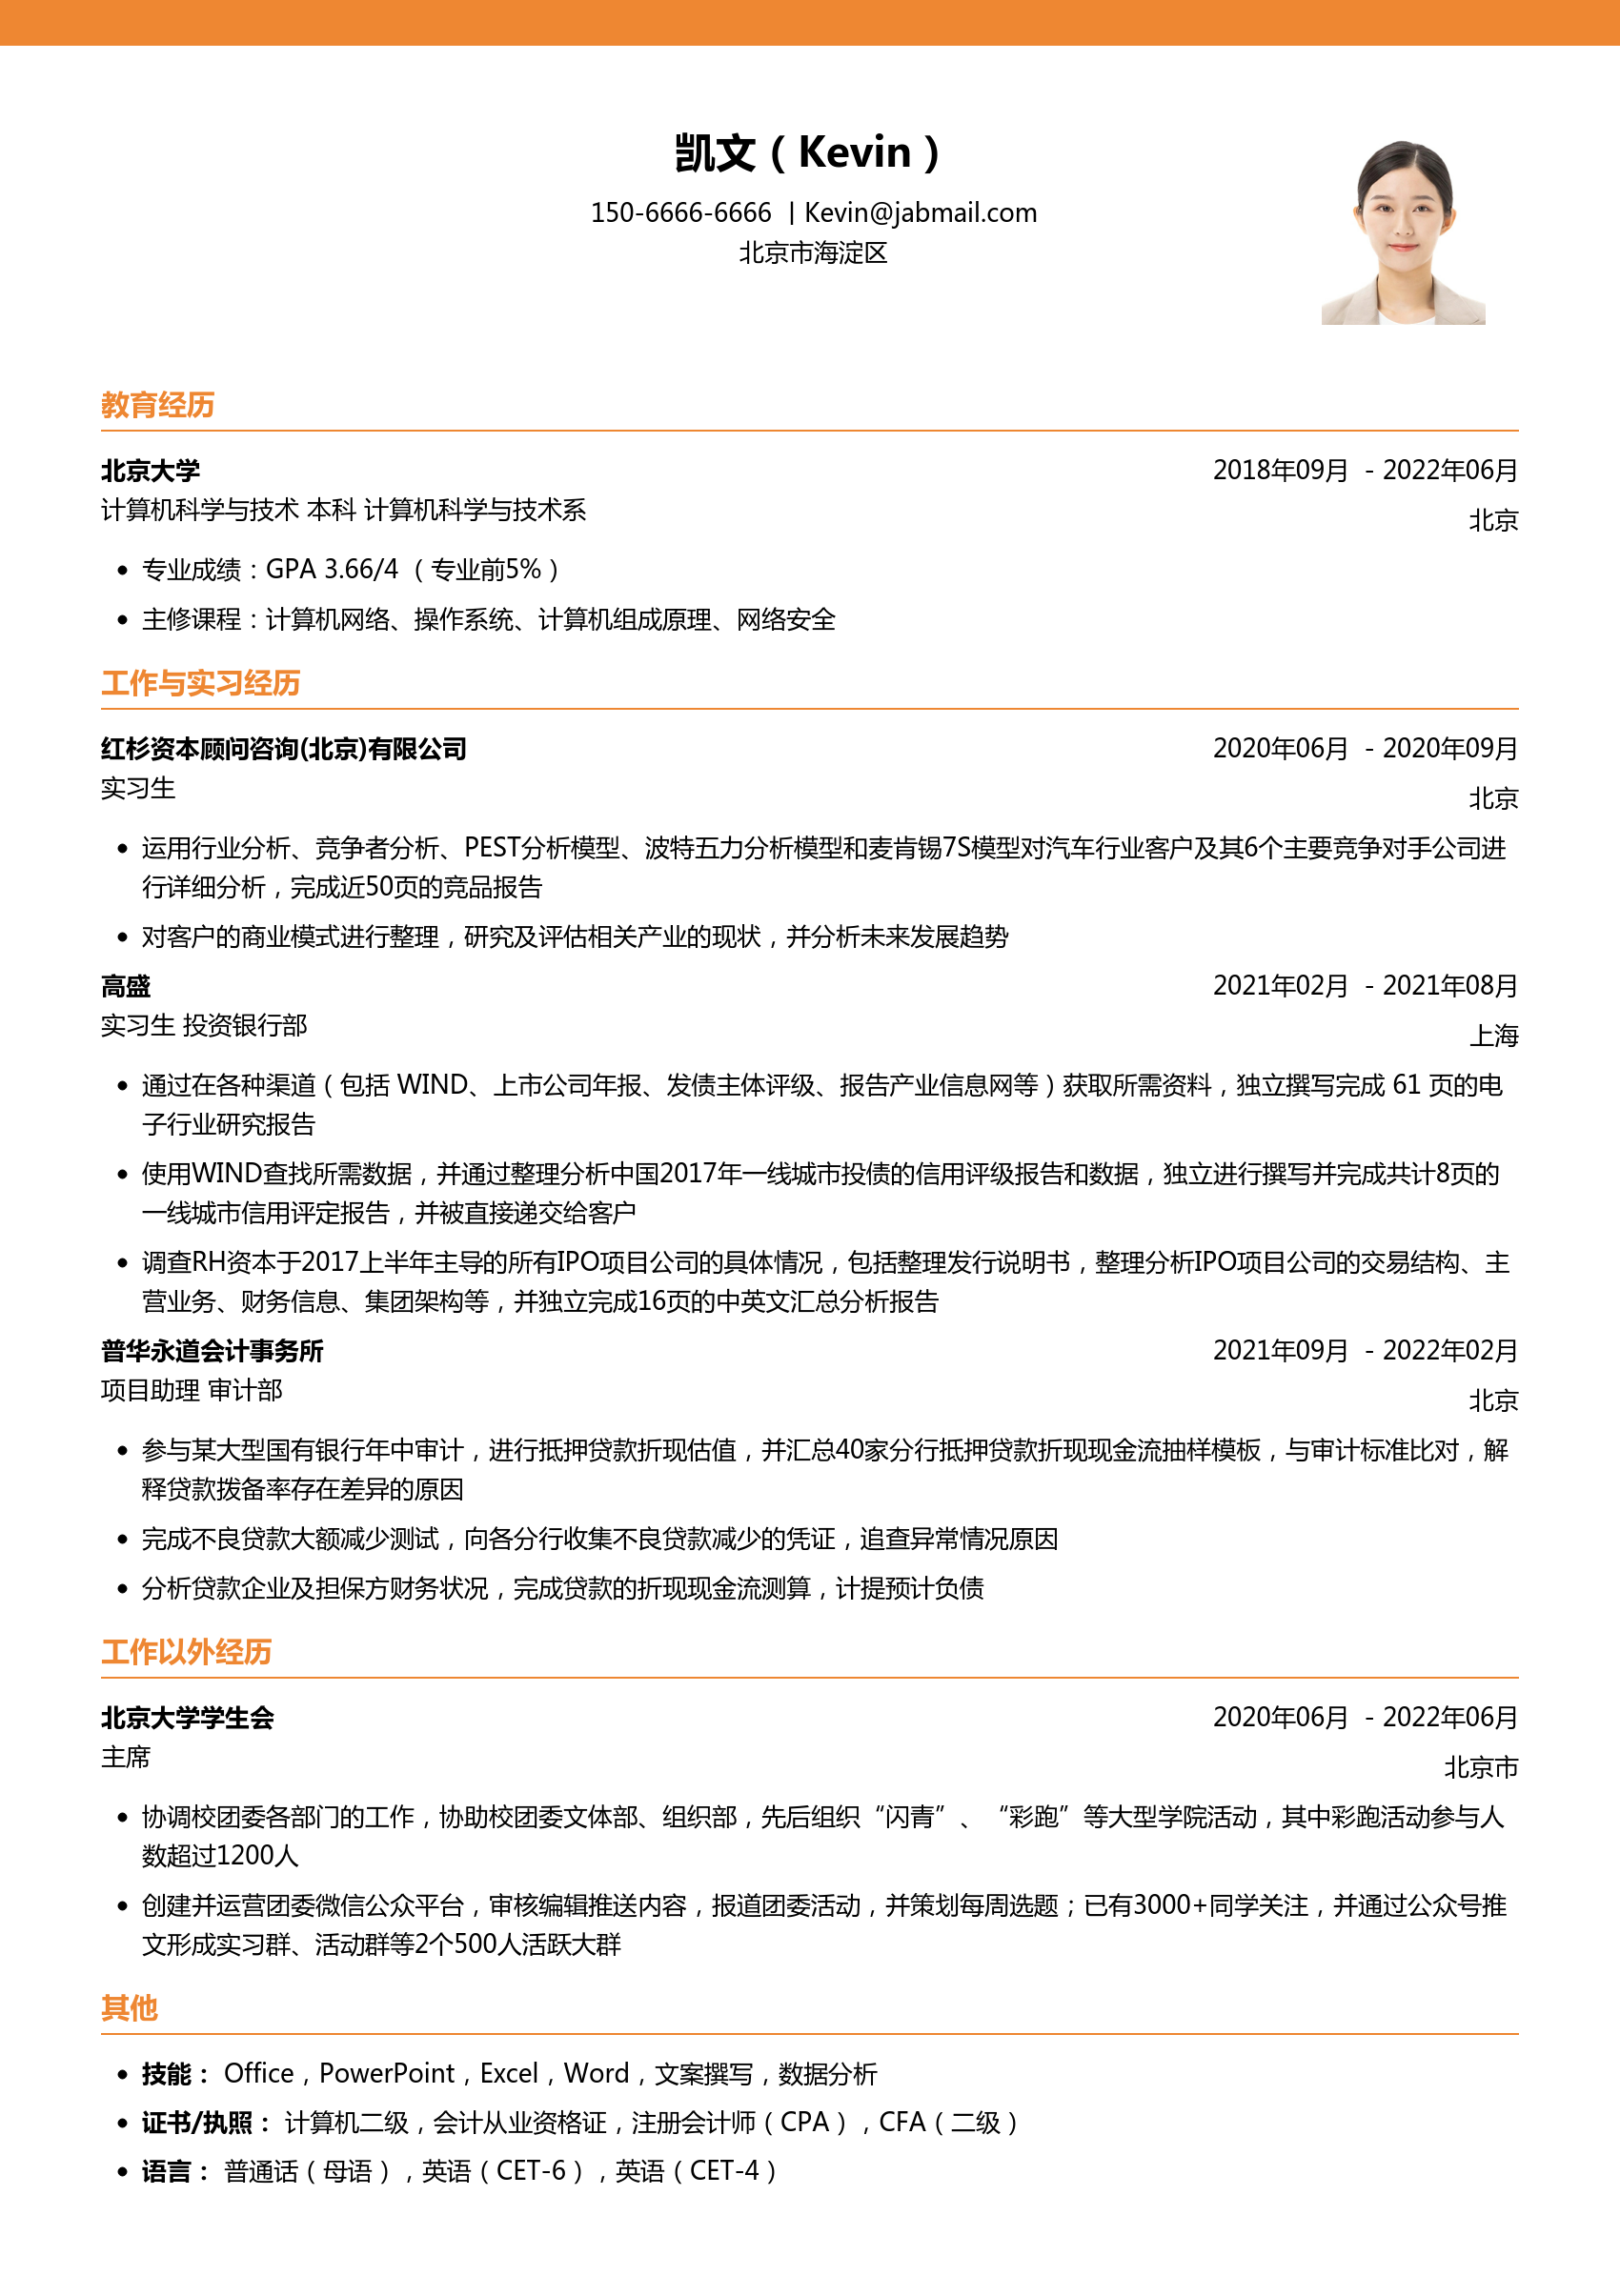 凯文（Kevin）
150-6666-6666 | Kevin@jabmail.com
北京市海淀区
教育经历
北京大学 2018年09月 - 2022年06月
计算机科学与技术 本科 计算机科学与技术系 北京
• 专业成绩：GPA 3.66/4 （专业前5%）
• 主修课程：计算机网络、操作系统、计算机组成原理、网络安全
工作与实习经历
红杉资本顾问咨询(北京)有限公司 2020年06月 - 2020年09月
实习生 北京
• 运用行业分析、竞争者分析、PEST分析模型、波特五力分析模型和麦肯锡7S模型对汽车行业客户及其6个主要竞争对手公司进
行详细分析，完成近50页的竞品报告
• 对客户的商业模式进行整理，研究及评估相关产业的现状，并分析未来发展趋势
高盛 2021年02月 - 2021年08月
实习生 投资银行部 上海
• 通过在各种渠道（包括 WIND、上市公司年报、发债主体评级、报告产业信息网等）获取所需资料，独立撰写完成 61 页的电
子行业研究报告
• 使用WIND查找所需数据，并通过整理分析中国2017年一线城市投债的信用评级报告和数据，独立进行撰写并完成共计8页的
一线城市信用评定报告，并被直接递交给客户
• 调查RH资本于2017上半年主导的所有IPO项目公司的具体情况，包括整理发行说明书，整理分析IPO项目公司的交易结构、主
营业务、财务信息、集团架构等，并独立完成16页的中英文汇总分析报告
普华永道会计事务所 2021年09月 - 2022年02月
项目助理 审计部 北京
• 参与某大型国有银行年中审计，进行抵押贷款折现估值，并汇总40家分行抵押贷款折现现金流抽样模板，与审计标准比对，解
释贷款拨备率存在差异的原因
• 完成不良贷款大额减少测试，向各分行收集不良贷款减少的凭证，追查异常情况原因
• 分析贷款企业及担保方财务状况，完成贷款的折现现金流测算，计提预计负债
工作以外经历
北京大学学生会 2020年06月 - 2022年06月
主席 北京市
• 协调校团委各部门的工作，协助校团委文体部、组织部，先后组织“闪青”、“彩跑”等大型学院活动，其中彩跑活动参与人
数超过1200人
• 创建并运营团委微信公众平台，审核编辑推送内容，报道团委活动，并策划每周选题；已有3000+同学关注，并通过公众号推
文形成实习群、活动群等2个500人活跃大群
其他
• 技能： Office，PowerPoint，Excel，Word，文案撰写，数据分析
• 证书/执照： 计算机二级，会计从业资格证，注册会计师（CPA），CFA（二级）
• 语言： 普通话（母语），英语（CET-6），英语（CET-4）